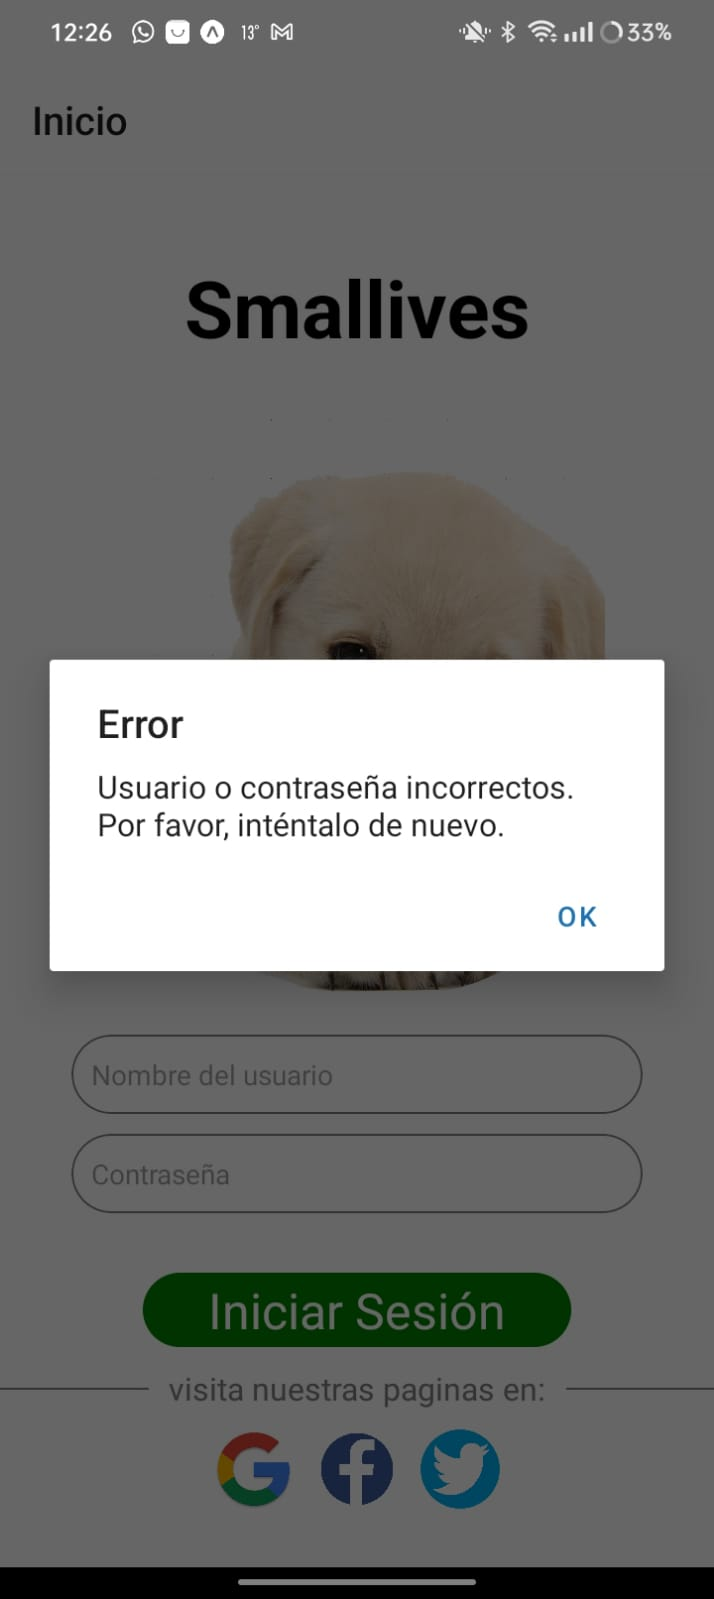 12:26 13° 33%
Inicio
Smallives
Error
Usuario o contraseña incorrectos.
Por favor, inténtalo de nuevo.
OK
Nombre del usuario
Contraseña
Iniciar Sesión
visita nuestras paginas en: